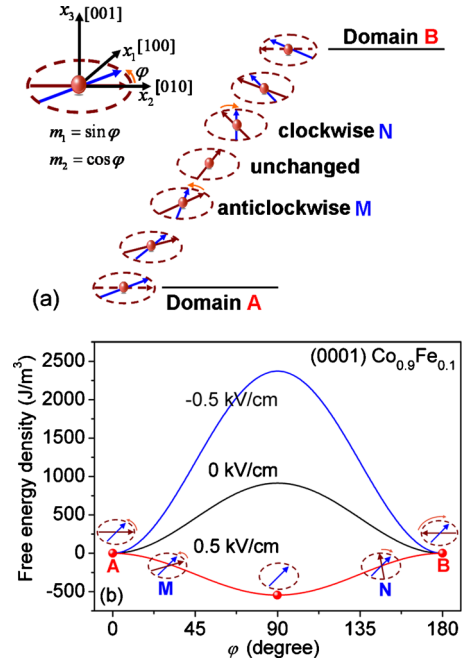 x₃ [001]
x₁ [100]
φ
x₂ [010]
m₁ = sinφ
m₂ = cosφ
Domain B
clockwise N
unchanged
anticlockwise M
Domain A
(a)
(0001) Co₀.₉Fe₀.₁
-0.5 kV/cm
0 kV/cm
0.5 kV/cm
A
M
N
B
(b)
Free energy density (J/m³)
2500
2000
1500
1000
500
0
-500
0
45
90
135
180
φ (degree)